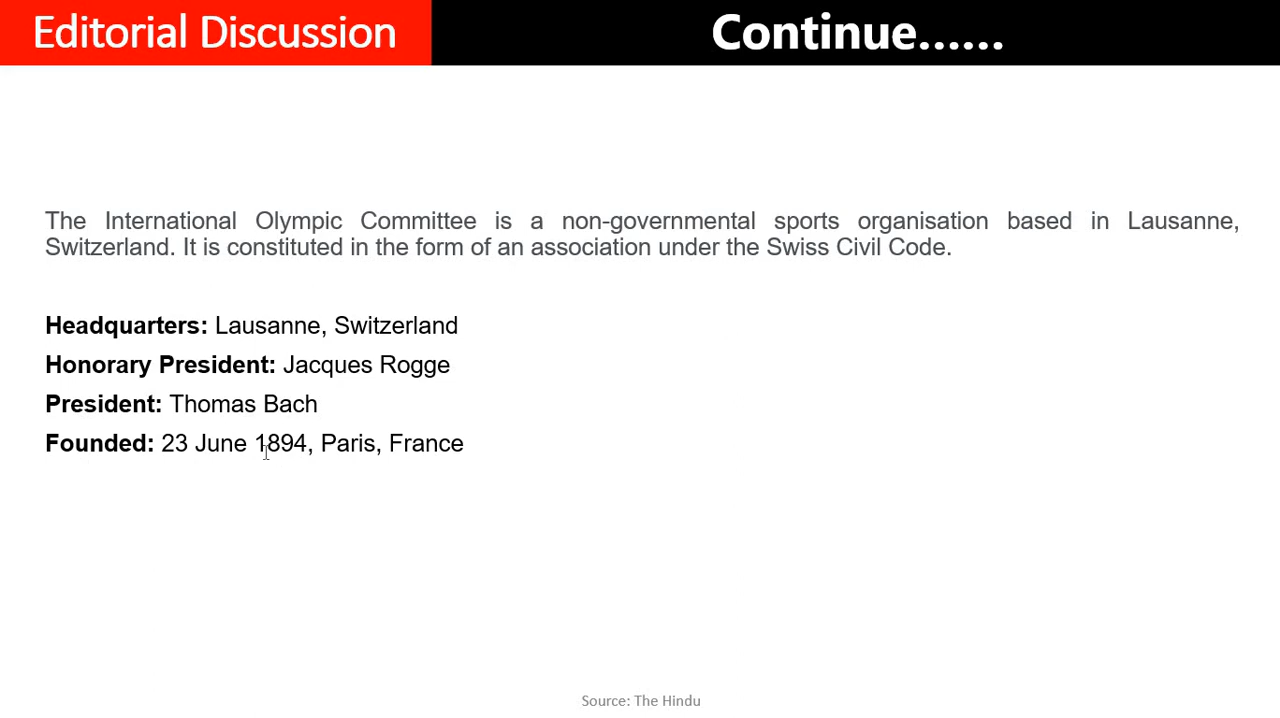 Editorial Discussion
Continue......
The International Olympic Committee is a non-governmental sports organisation based in Lausanne,
Switzerland. It is constituted in the form of an association under the Swiss Civil Code.
Headquarters: Lausanne, Switzerland
Honorary President: Jacques Rogge
President: Thomas Bach
Founded: 23 June 1894, Paris, France
Source: The Hindu